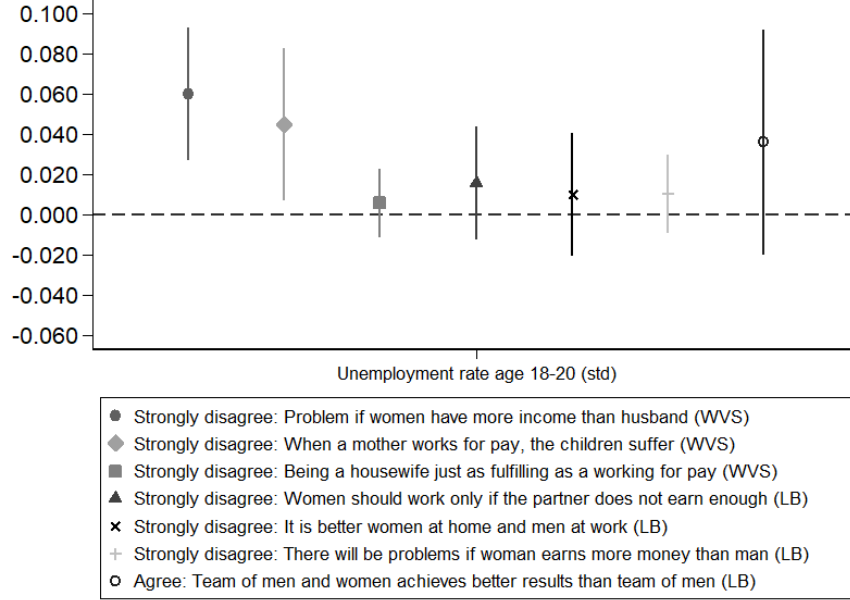 0.100
0.080
0.060
0.040
0.020
0.000
-0.020
-0.040
-0.060
Unemployment rate age 18-20 (std)
Strongly disagree: Problem if women have more income than husband (WVS)
Strongly disagree: When a mother works for pay, the children suffer (WVS)
Strongly disagree: Being a housewife just as fulfilling as a working for pay (WVS)
Strongly disagree: Women should work only if the partner does not earn enough (LB)
Strongly disagree: It is better women at home and men at work (LB)
Strongly disagree: There will be problems if woman earns more money than man (LB)
Agree: Team of men and women achieves better results than team of men (LB)